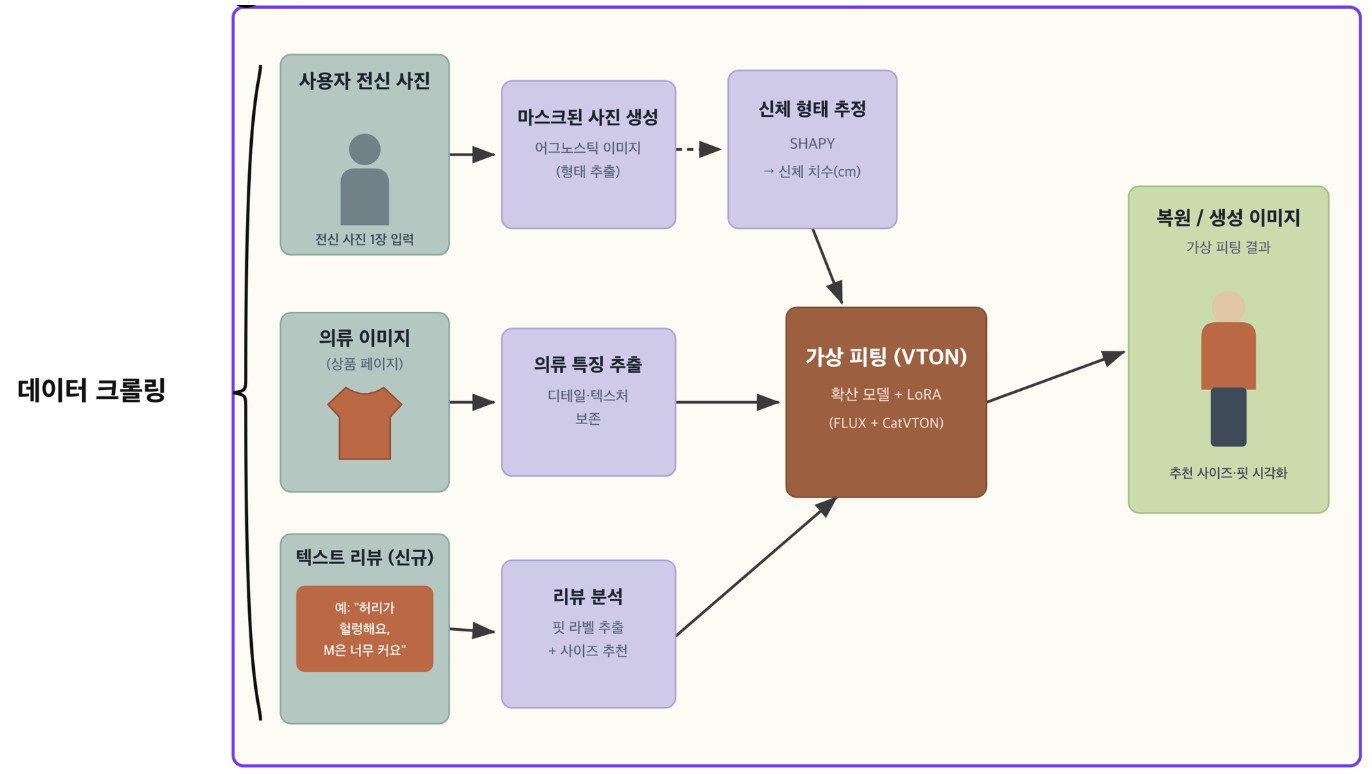 데이터 크롤링
사용자 전신 사진
전신 사진 1장 입력
마스크된 사진 생성
어그노스틱 이미지
(형태 추출)
신체 형태 추정
SHAPY
→ 신체 치수(cm)
의류 이미지
(상품 페이지)
의류 특징 추출
디테일·텍스처
보존
텍스트 리뷰 (신규)
예: "허리가
헐렁해요,
M은 너무 커요"
리뷰 분석
핏 라벨 추출
+ 사이즈 추천
가상 피팅 (VTON)
확산 모델 + LoRA
(FLUX + CatVTON)
복원 / 생성 이미지
가상 피팅 결과
추천 사이즈·핏 시각화